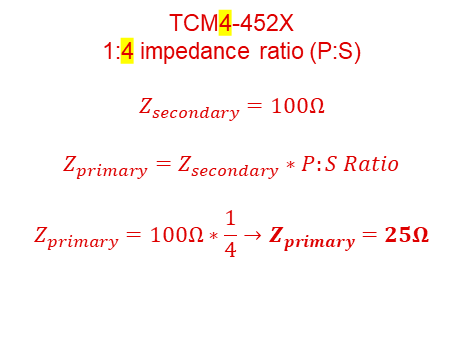 TCM4-452X
1:4 impedance ratio (P:S)
Z_secondary = 100Ω
Z_primary = Z_secondary * P:S Ratio
Z_primary = 100Ω * 1/4 → Z_primary = 25Ω